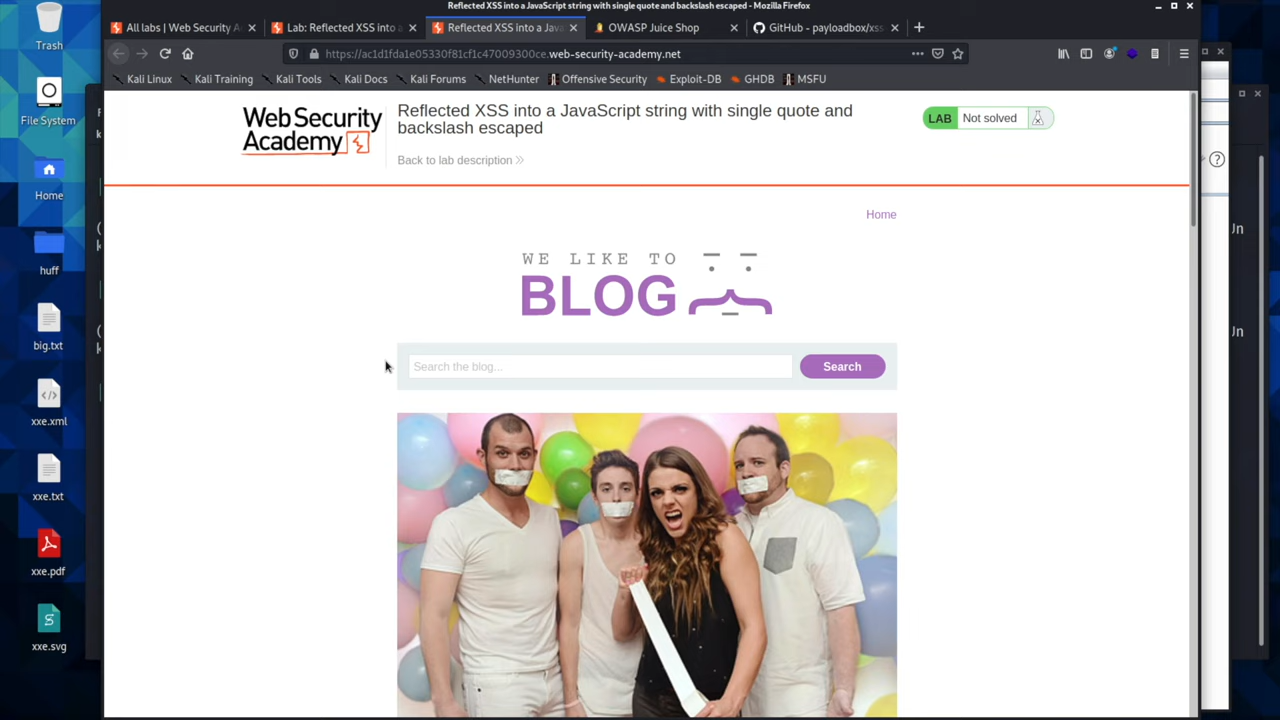 Reflected XSS into a JavaScript string with single quote and backslash escaped - Mozilla Firefox
All labs | Web Security A
Lab: Reflected XSS into a
Reflected XSS into a Java
OWASP Juice Shop
GitHub - payloadbox/xss
https://ac1d1fda1e05330f81cf1c47009300ce.web-security-academy.net
Kali Linux
Kali Training
Kali Tools
Kali Docs
Kali Forums
NetHunter
Offensive Security
Exploit-DB
GHDB
MSFU
Trash
File System
Home
huff
big.txt
xxe.xml
xxe.txt
xxe.pdf
xxe.svg
Web Security
Academy
Reflected XSS into a JavaScript string with single quote and
backslash escaped
Back to lab description
LAB Not solved
Home
WE LIKE TO
BLOG
Search the blog...
Search
Un
Un